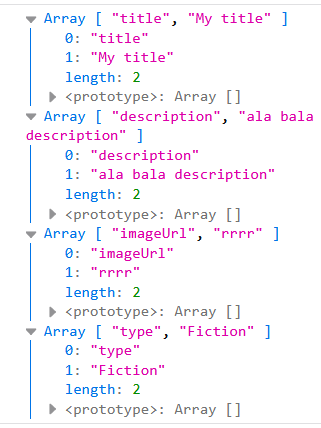 Array [ "title", "My title" ]
0: "title"
1: "My title"
length: 2
<prototype>: Array []
Array [ "description", "ala bala
description" ]
0: "description"
1: "ala bala description"
length: 2
<prototype>: Array []
Array [ "imageUrl", "rrrr" ]
0: "imageUrl"
1: "rrrr"
length: 2
<prototype>: Array []
Array [ "type", "Fiction" ]
0: "type"
1: "Fiction"
length: 2
<prototype>: Array []